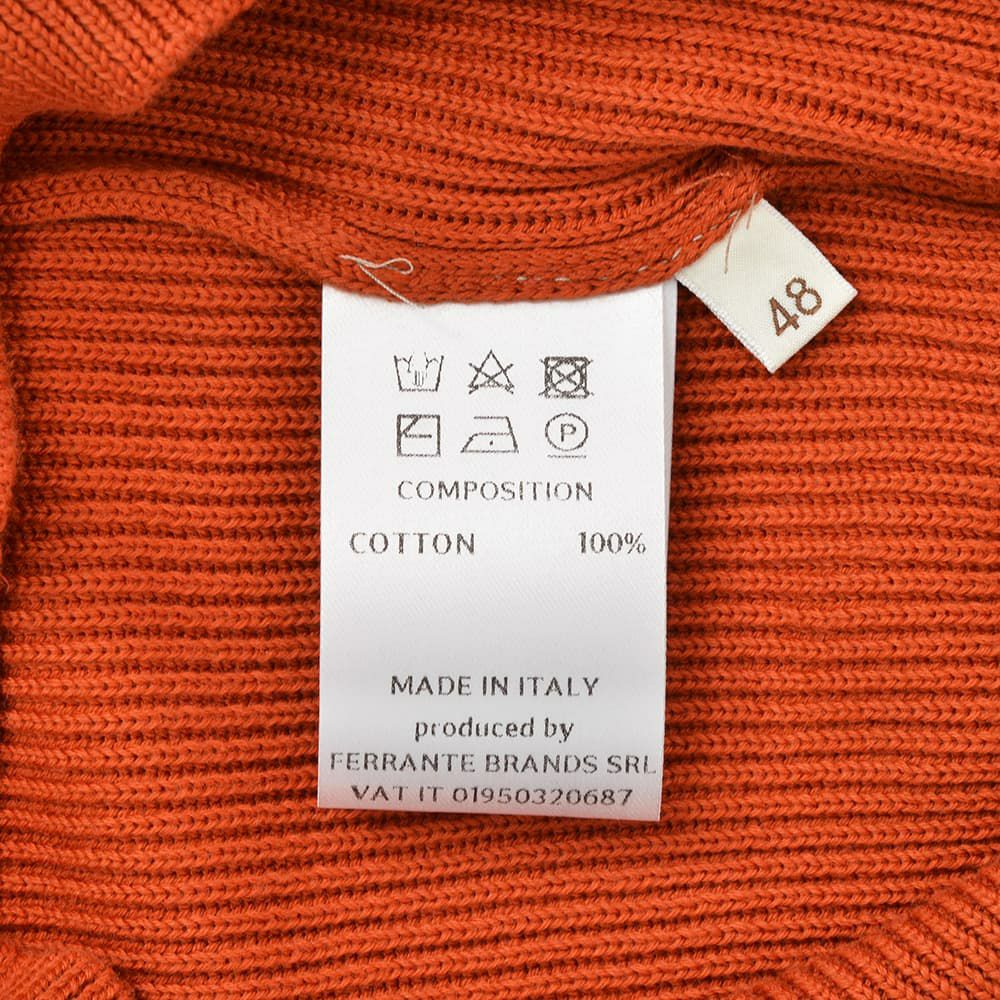 48
P
COMPOSITION
COTTON 100%
MADE IN ITALY
produced by
FERRANTE BRANDS SRL
VAT IT 01950320687